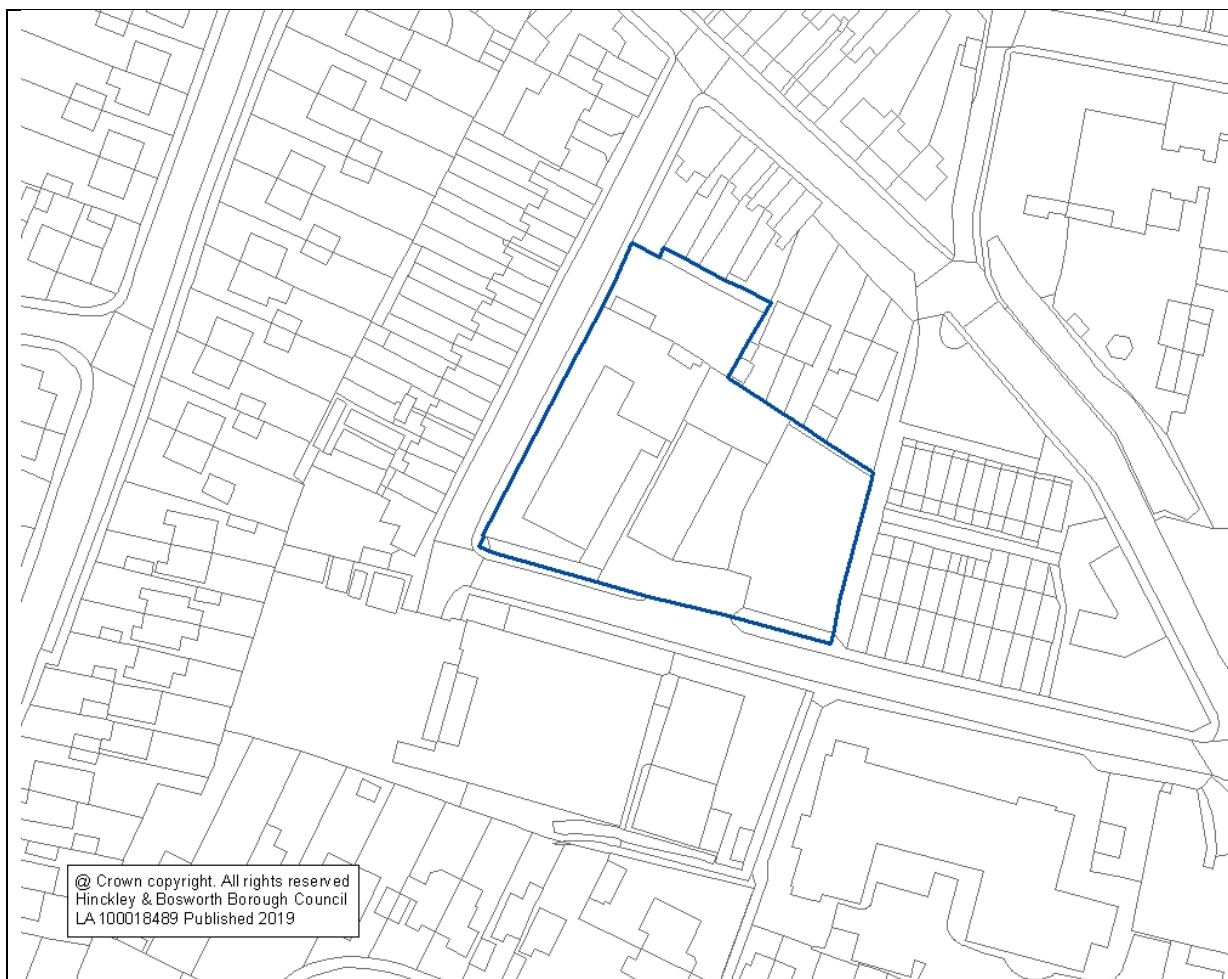 @ Crown copyright. All rights reserved
Hinckley & Bosworth Borough Council
LA 100018489 Published 2019